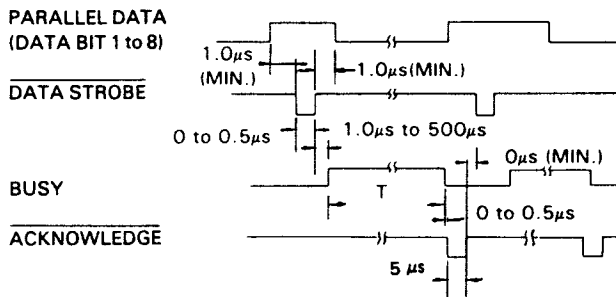 PARALLEL DATA
(DATA BIT 1 to 8)
1.0μs
(MIN.)
1.0μs(MIN.)
DATA STROBE
0 to 0.5μs
1.0μs to 500μs
0μs (MIN.)
BUSY
T
0 to 0.5μs
ACKNOWLEDGE
5 μs